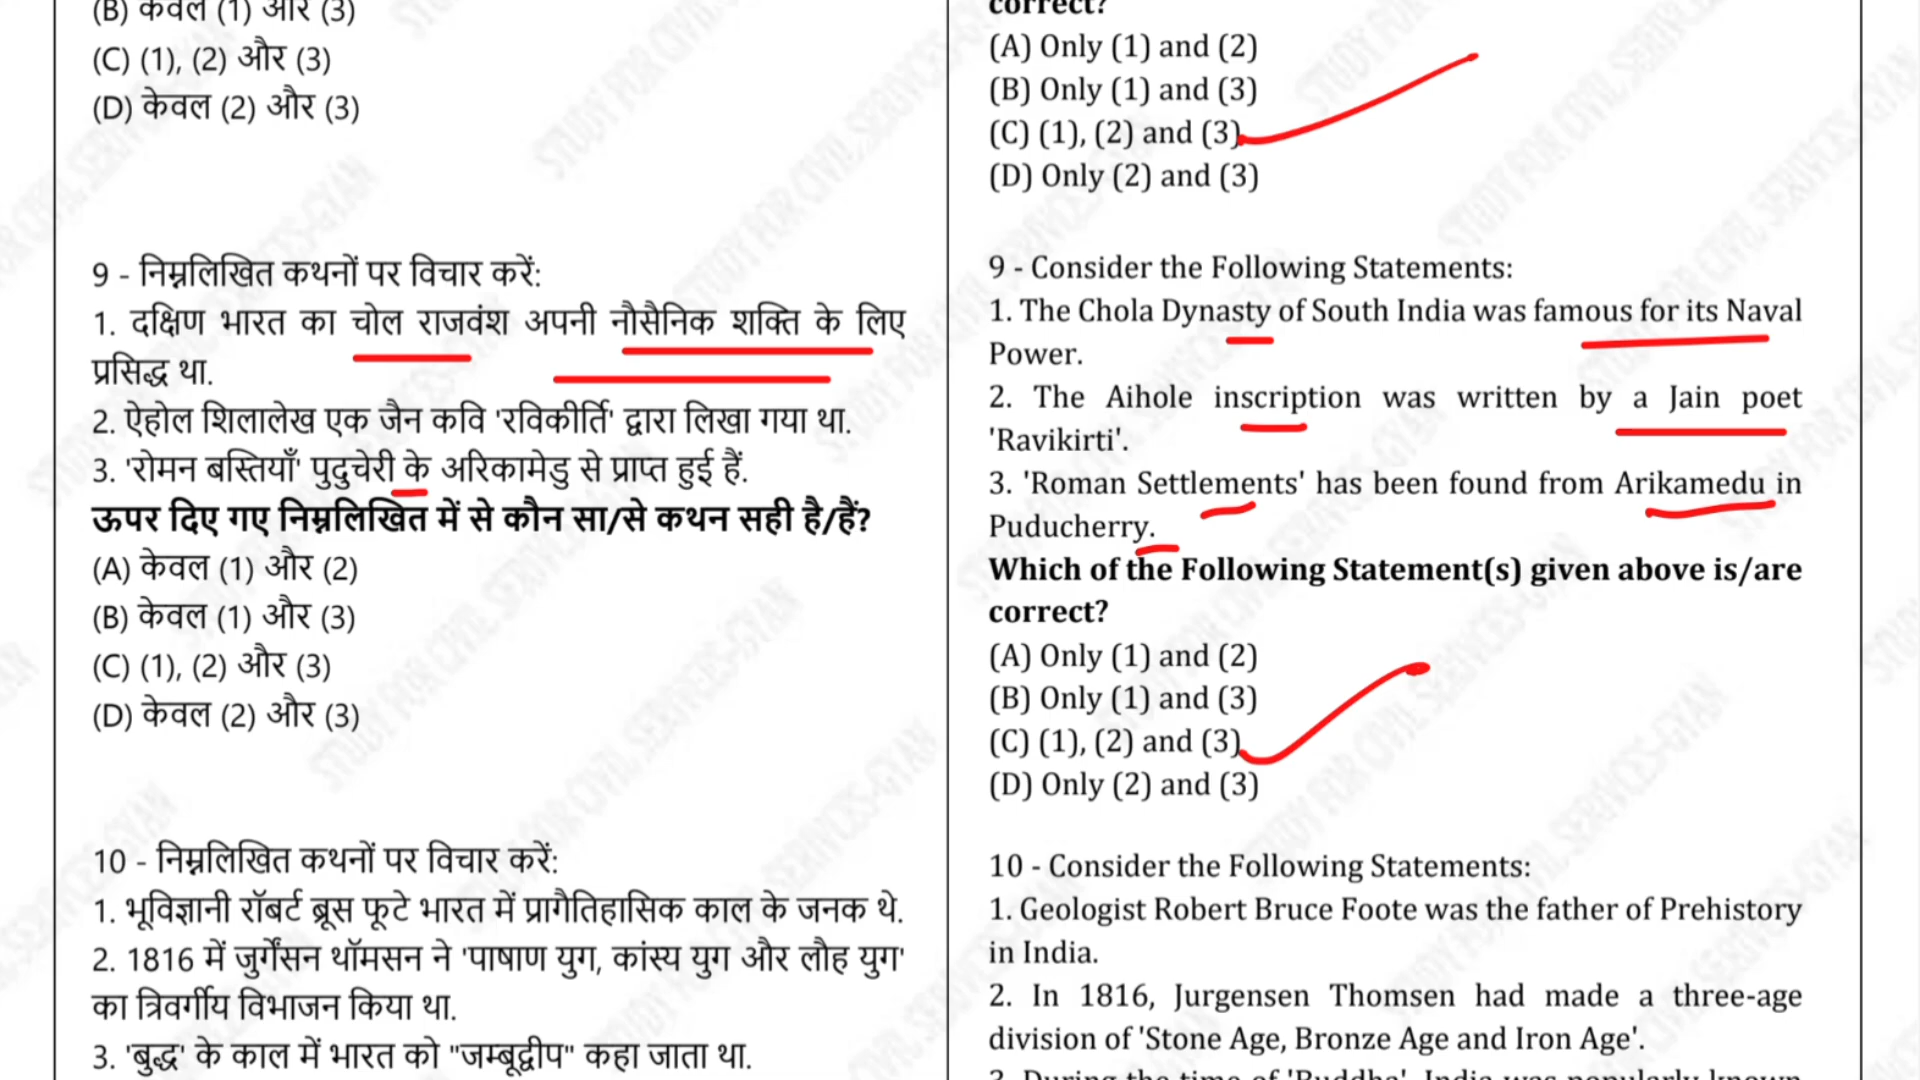 (B) केवल (1) और (3)
(C) (1), (2) और (3)
(D) केवल (2) और (3)
9 - निम्नलिखित कथनों पर विचार करें:
1. दक्षिण भारत का चोल राजवंश अपनी नौसैनिक शक्ति के लिए
प्रसिद्ध था.
2. ऐहोल शिलालेख एक जैन कवि 'रविकीर्ति' द्वारा लिखा गया था.
3. 'रोमन बस्तियाँ' पुदुचेरी के अरिकामेडु से प्राप्त हुई हैं.
ऊपर दिए गए निम्नलिखित में से कौन सा/से कथन सही है/हैं?
(A) केवल (1) और (2)
(B) केवल (1) और (3)
(C) (1), (2) और (3)
(D) केवल (2) और (3)
10 - निम्नलिखित कथनों पर विचार करें:
1. भूविज्ञानी रॉबर्ट ब्रूस फूटे भारत में प्रागैतिहासिक काल के जनक थे.
2. 1816 में जुर्गेंसन थॉमसन ने 'पाषाण युग, कांस्य युग और लौह युग'
का त्रिवर्गीय विभाजन किया था.
3. 'बुद्ध' के काल में भारत को "जम्बूद्वीप" कहा जाता था.
correct?
(A) Only (1) and (2)
(B) Only (1) and (3)
(C) (1), (2) and (3)
(D) Only (2) and (3)
9 - Consider the Following Statements:
1. The Chola Dynasty of South India was famous for its Naval
Power.
2. The Aihole inscription was written by a Jain poet
'Ravikirti'.
3. 'Roman Settlements' has been found from Arikamedu in
Puducherry.
Which of the Following Statement(s) given above is/are
correct?
(A) Only (1) and (2)
(B) Only (1) and (3)
(C) (1), (2) and (3)
(D) Only (2) and (3)
10 - Consider the Following Statements:
1. Geologist Robert Bruce Foote was the father of Prehistory
in India.
2. In 1816, Jurgensen Thomsen had made a three-age
division of 'Stone Age, Bronze Age and Iron Age'.
3. During the time of 'Buddha', India was popularly known